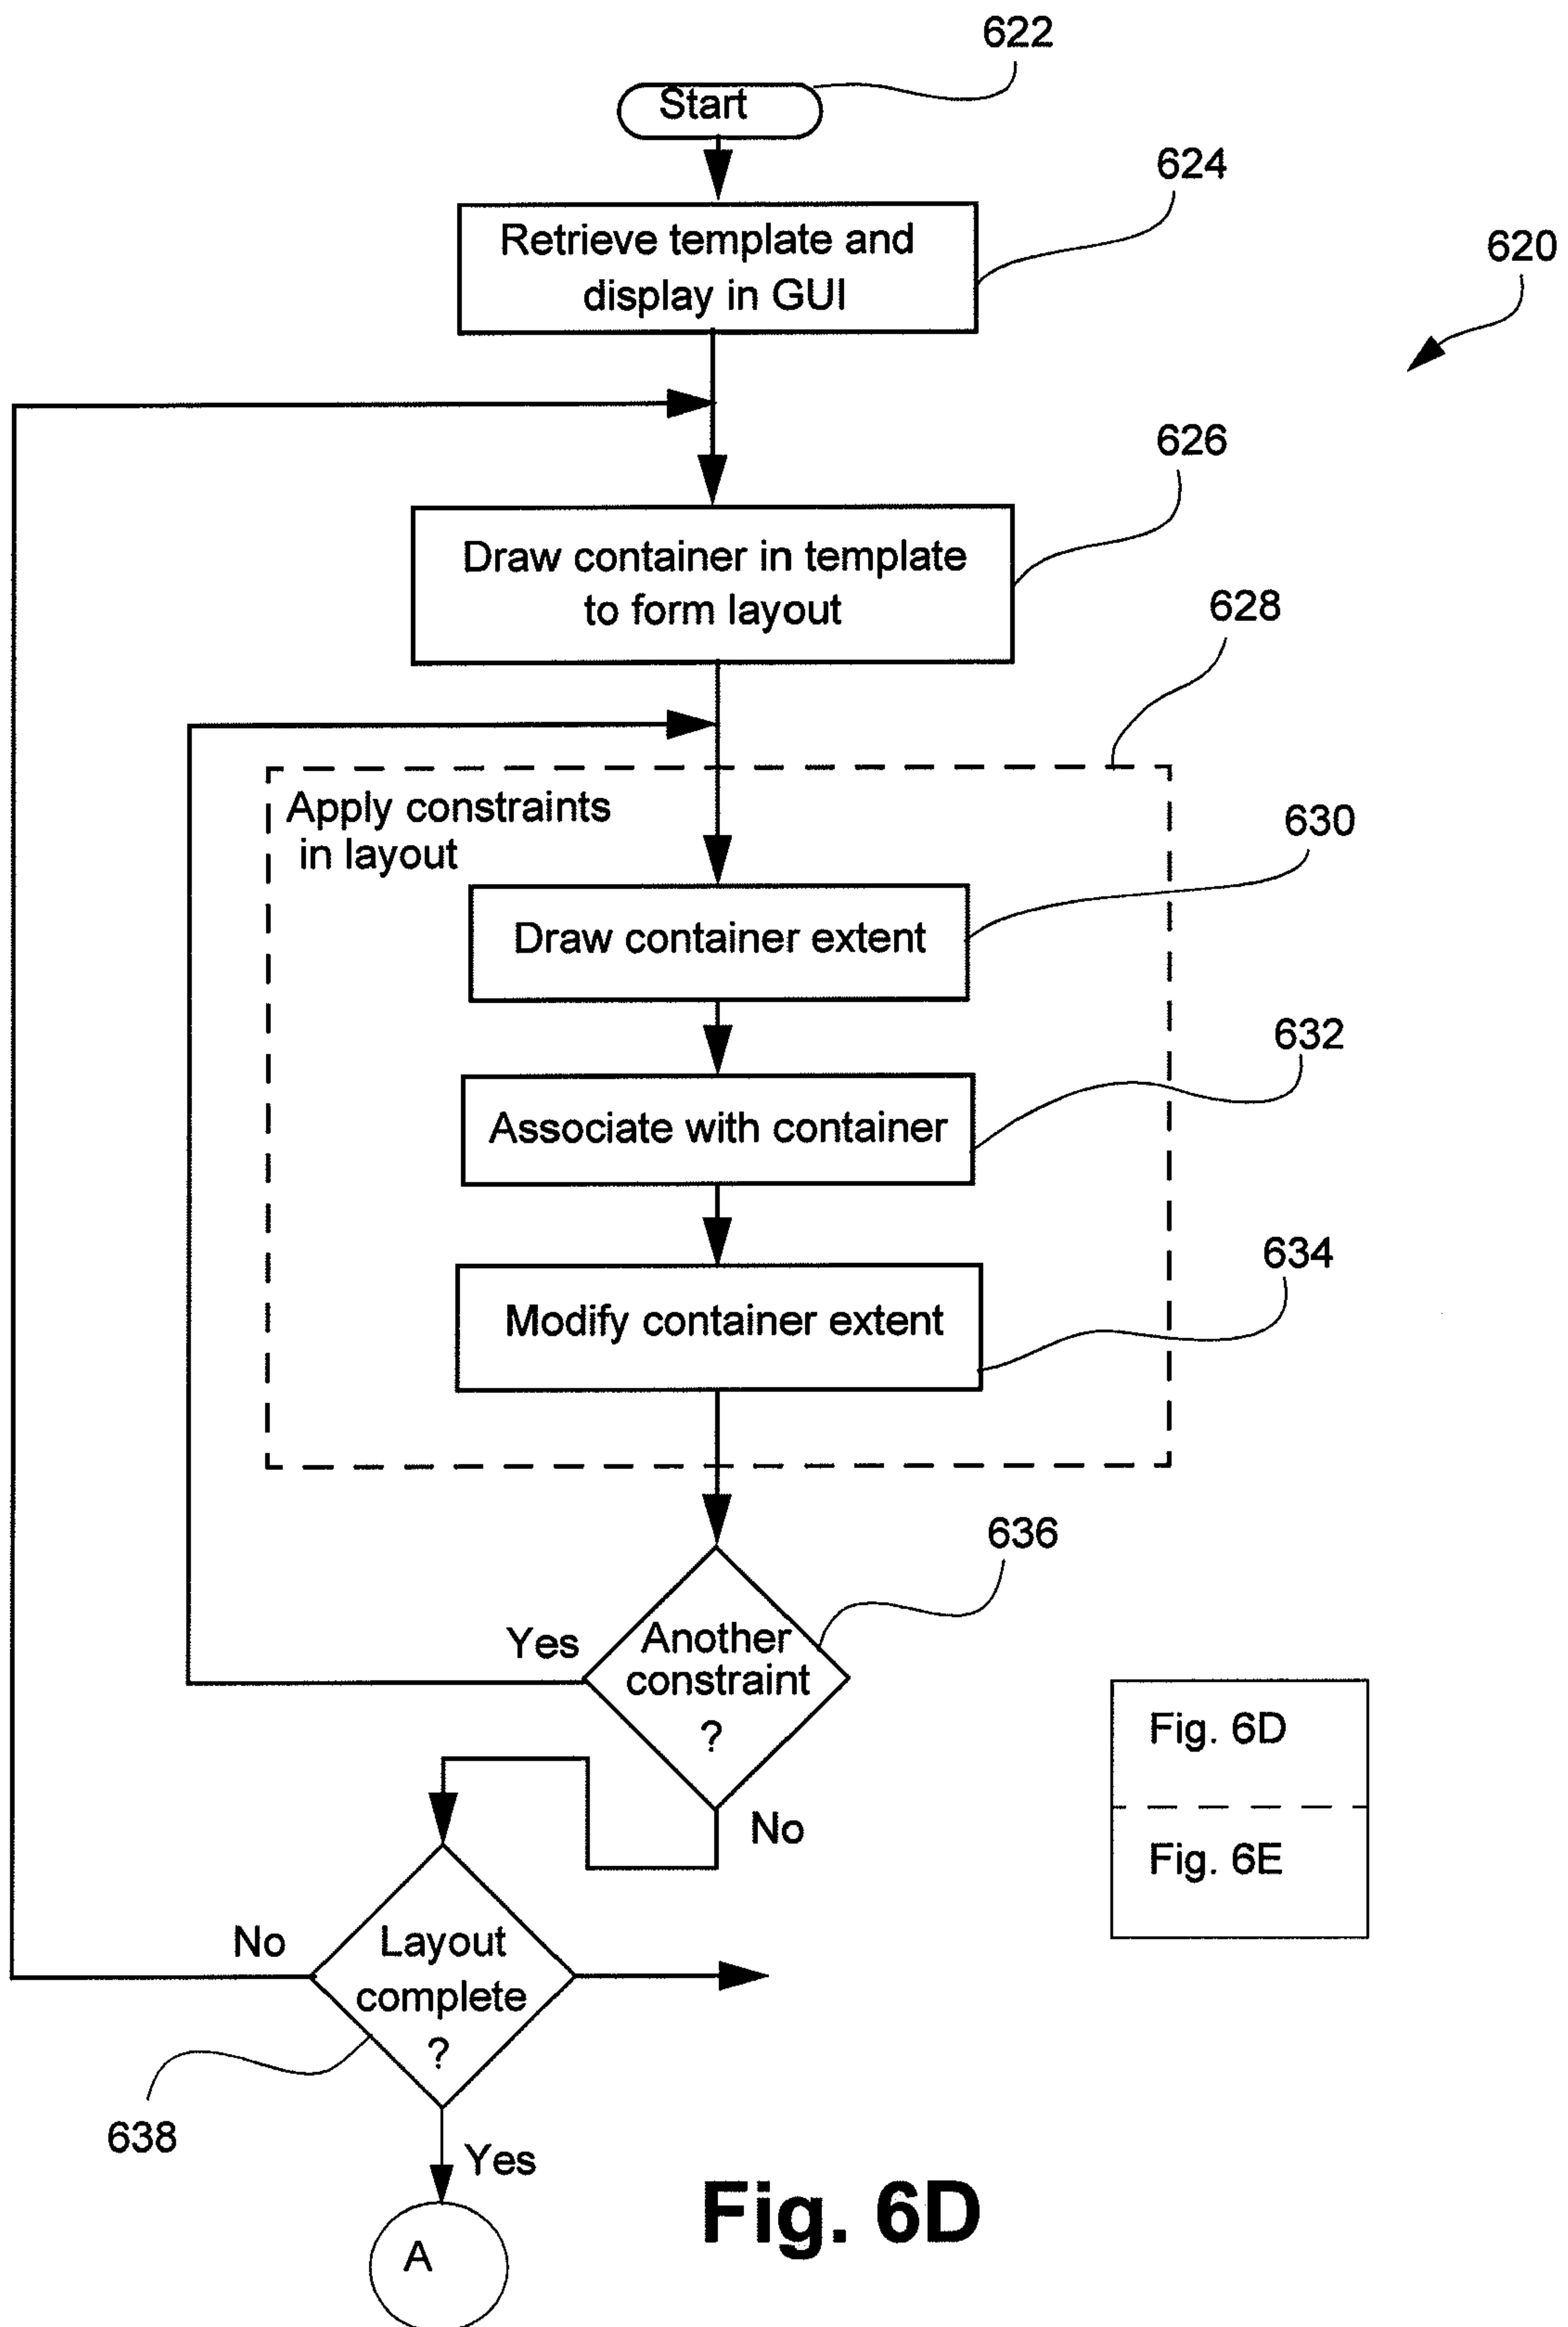 622
Start
624
Retrieve template and
display in GUI
620
626
Draw container in template
to form layout
628
Apply constraints
in layout
630
Draw container extent
632
Associate with container
634
Modify container extent
636
Yes
Another
constraint
?
No
Fig. 6D
Fig. 6E
No
Layout
complete
?
638
Yes
A
Fig. 6D